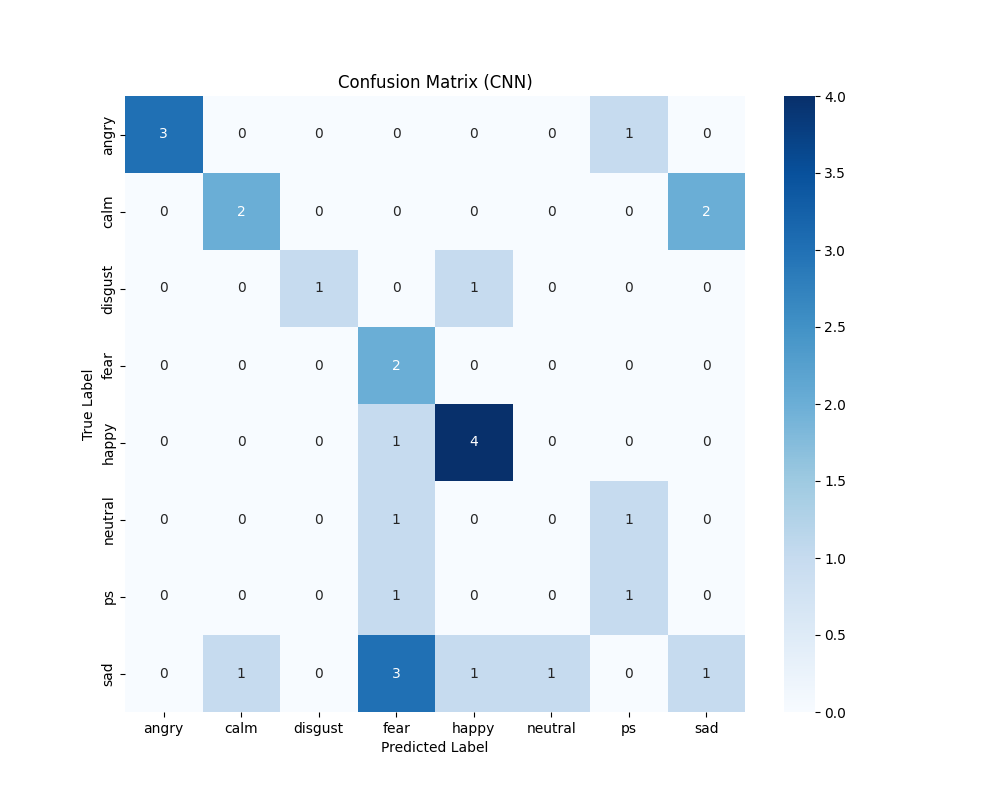 Confusion Matrix (CNN)
angry 3 0 0 0 0 0 1 0
calm 0 2 0 0 0 0 0 2
disgust 0 0 1 0 1 0 0 0
fear 0 0 0 2 0 0 0 0
happy 0 0 0 1 4 0 0 0
neutral 0 0 0 1 0 0 1 0
ps 0 0 0 1 0 0 1 0
sad 0 1 0 3 1 1 0 1
True Label
angry calm disgust fear happy neutral ps sad
Predicted Label
4.0
3.5
3.0
2.5
2.0
1.5
1.0
0.5
0.0